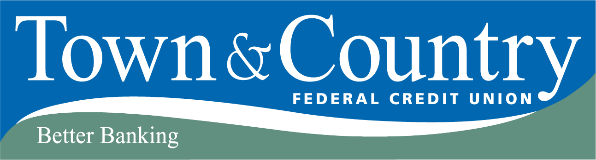 Town & Country
FEDERAL CREDIT UNION
Better Banking